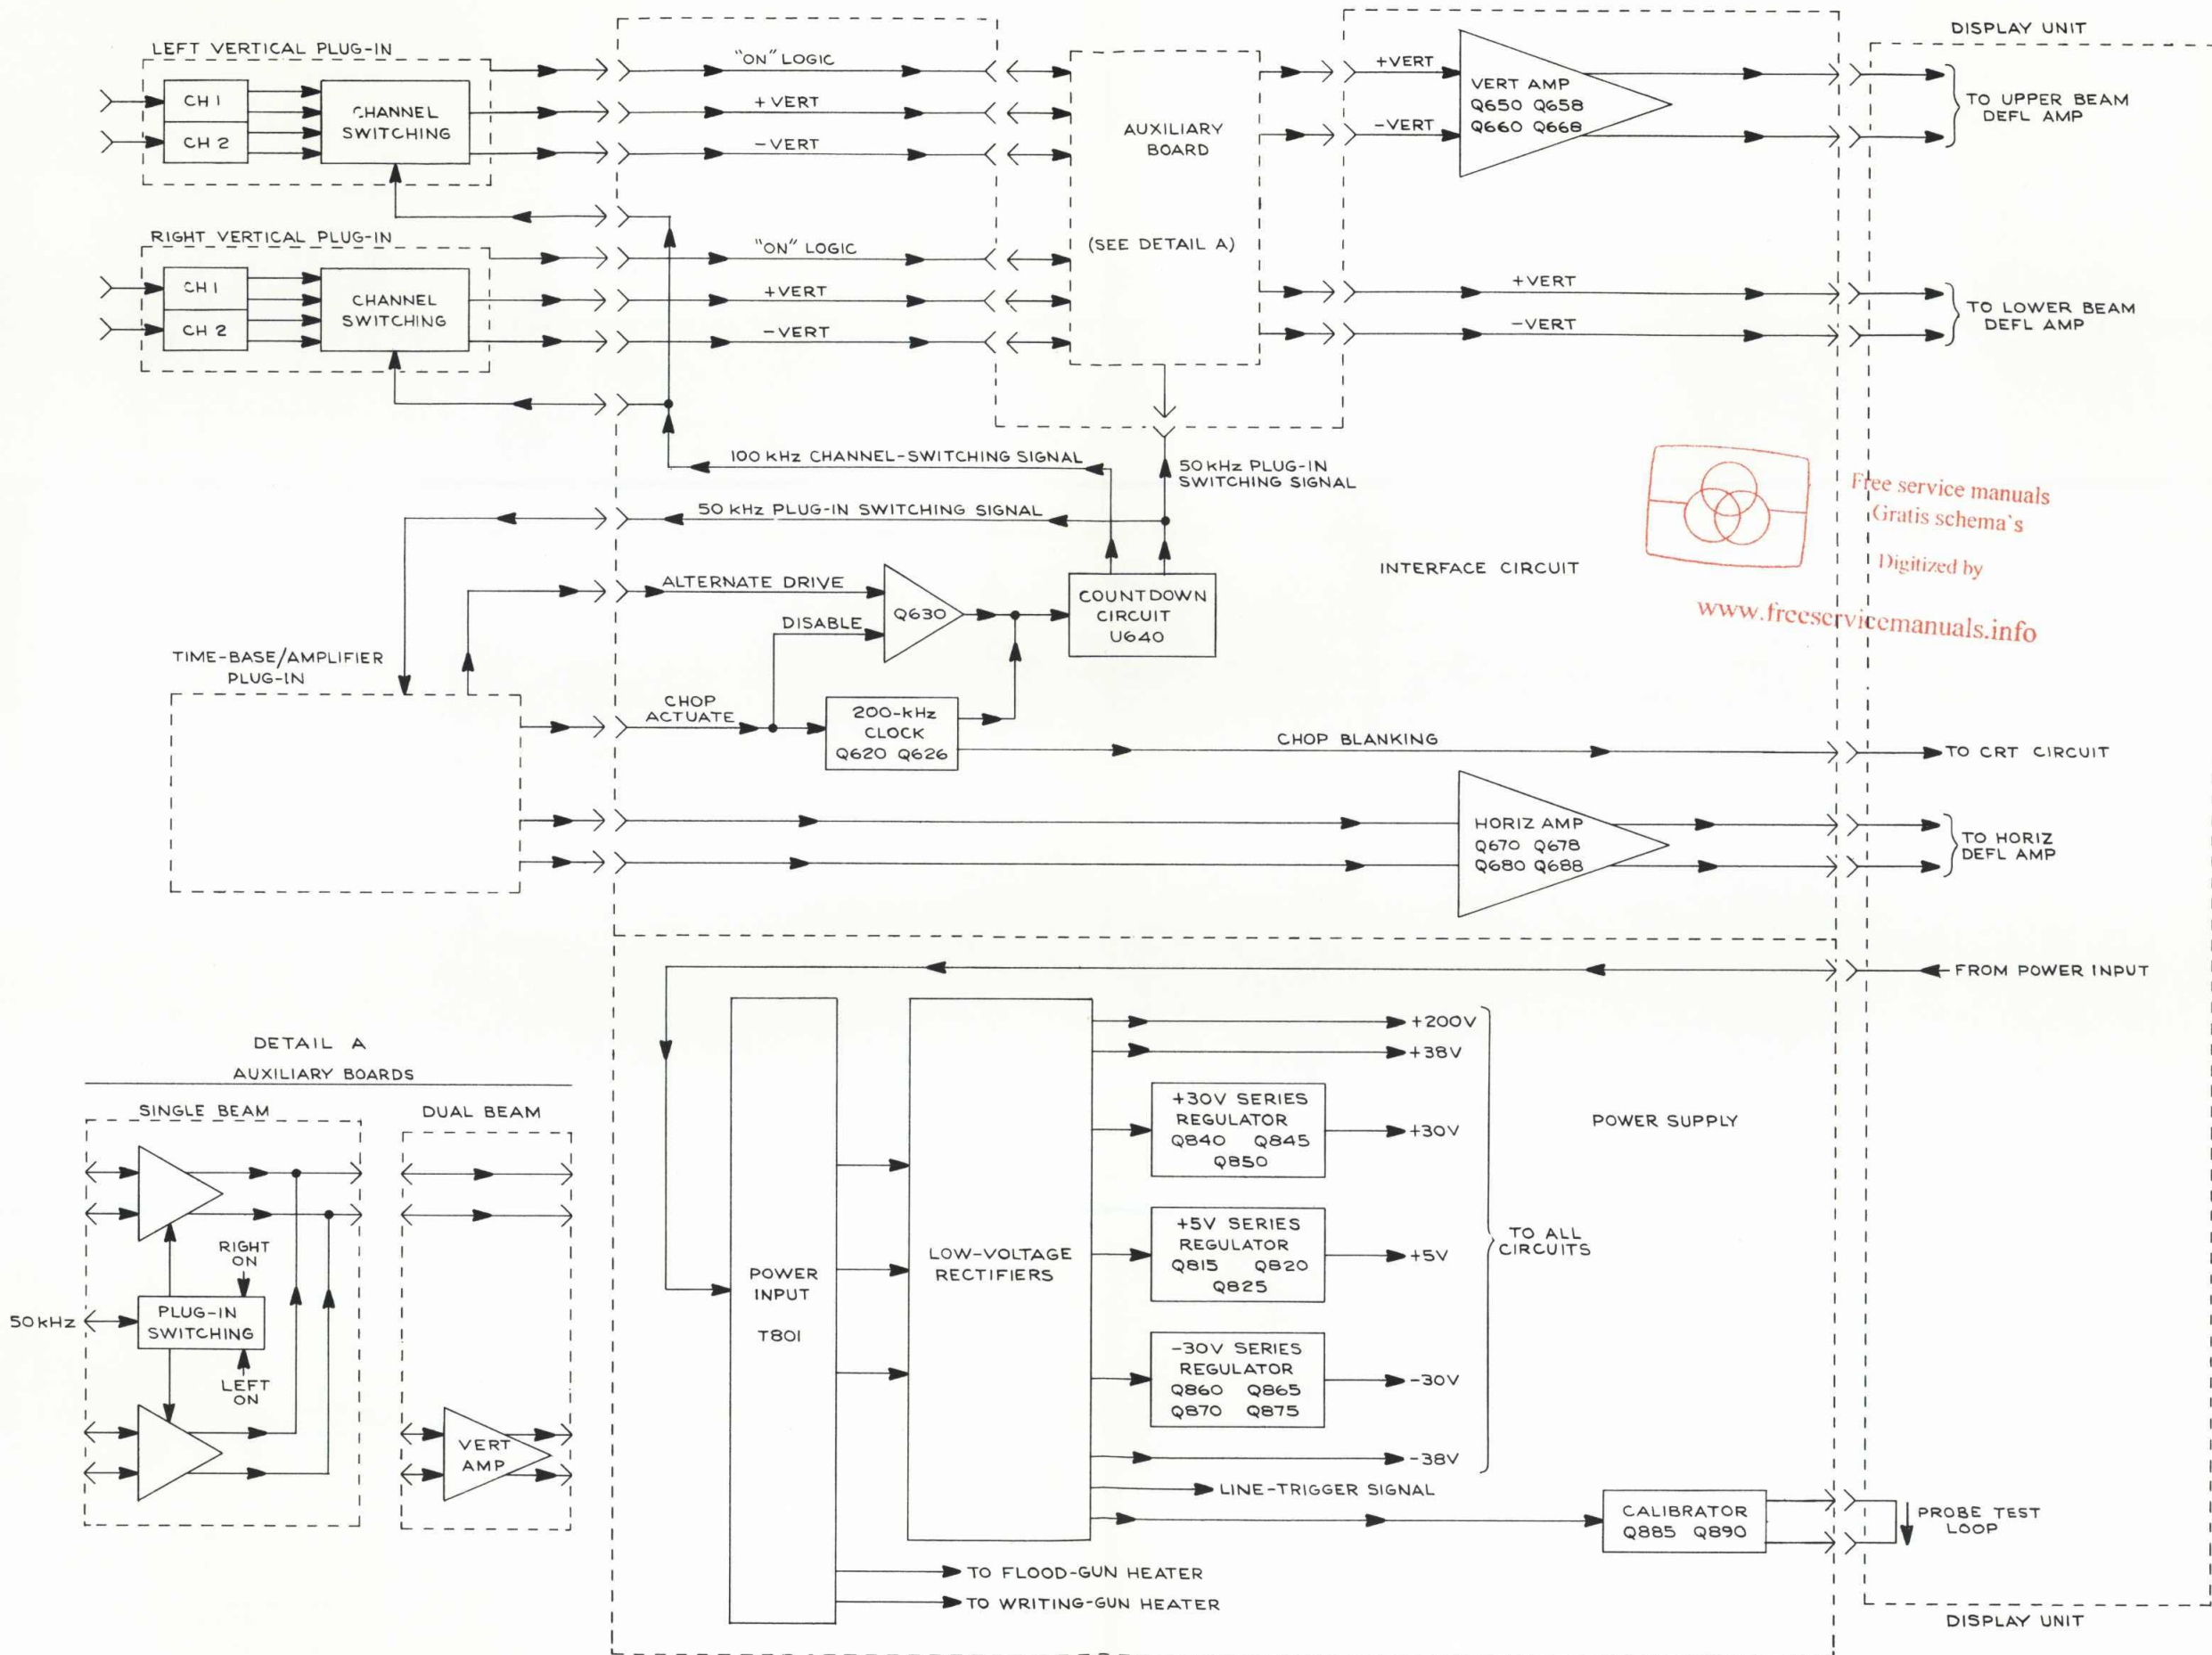 LEFT VERTICAL PLUG-IN
CH 1
CH 2
CHANNEL
SWITCHING
"ON" LOGIC
+VERT
-VERT
AUXILIARY
BOARD
(SEE DETAIL A)
+VERT
-VERT
VERT AMP
Q650 Q658
Q660 Q668
DISPLAY UNIT
TO UPPER BEAM
DEFL AMP
RIGHT VERTICAL PLUG-IN
CH 1
CH 2
CHANNEL
SWITCHING
"ON" LOGIC
+VERT
-VERT
+VERT
-VERT
TO LOWER BEAM
DEFL AMP
100 kHz CHANNEL-SWITCHING SIGNAL
50 kHz PLUG-IN
SWITCHING SIGNAL
50 kHz PLUG-IN SWITCHING SIGNAL
ALTERNATE DRIVE
DISABLE
Q630
COUNTDOWN
CIRCUIT
U640
INTERFACE CIRCUIT
Free service manuals
Gratis schema`s
Digitized by
www.freeservicemanuals.info
TIME-BASE/AMPLIFIER
PLUG-IN
CHOP
ACTUATE
200-kHz
CLOCK
Q620 Q626
CHOP BLANKING
TO CRT CIRCUIT
HORIZ AMP
Q670 Q678
Q680 Q688
TO HORIZ
DEFL AMP
FROM POWER INPUT
DETAIL A
AUXILIARY BOARDS
SINGLE BEAM
DUAL BEAM
RIGHT
ON
50 kHz
PLUG-IN
SWITCHING
LEFT
ON
VERT
AMP
POWER
INPUT
T801
LOW-VOLTAGE
RECTIFIERS
+200V
+38V
+30V SERIES
REGULATOR
Q840 Q845
Q850
+30V
+5V SERIES
REGULATOR
Q815 Q820
Q825
+5V
-30V SERIES
REGULATOR
Q860 Q865
Q870 Q875
-30V
-38V
TO ALL
CIRCUITS
POWER SUPPLY
LINE-TRIGGER SIGNAL
CALIBRATOR
Q885 Q890
PROBE TEST
LOOP
TO FLOOD-GUN HEATER
TO WRITING-GUN HEATER
DISPLAY UNIT